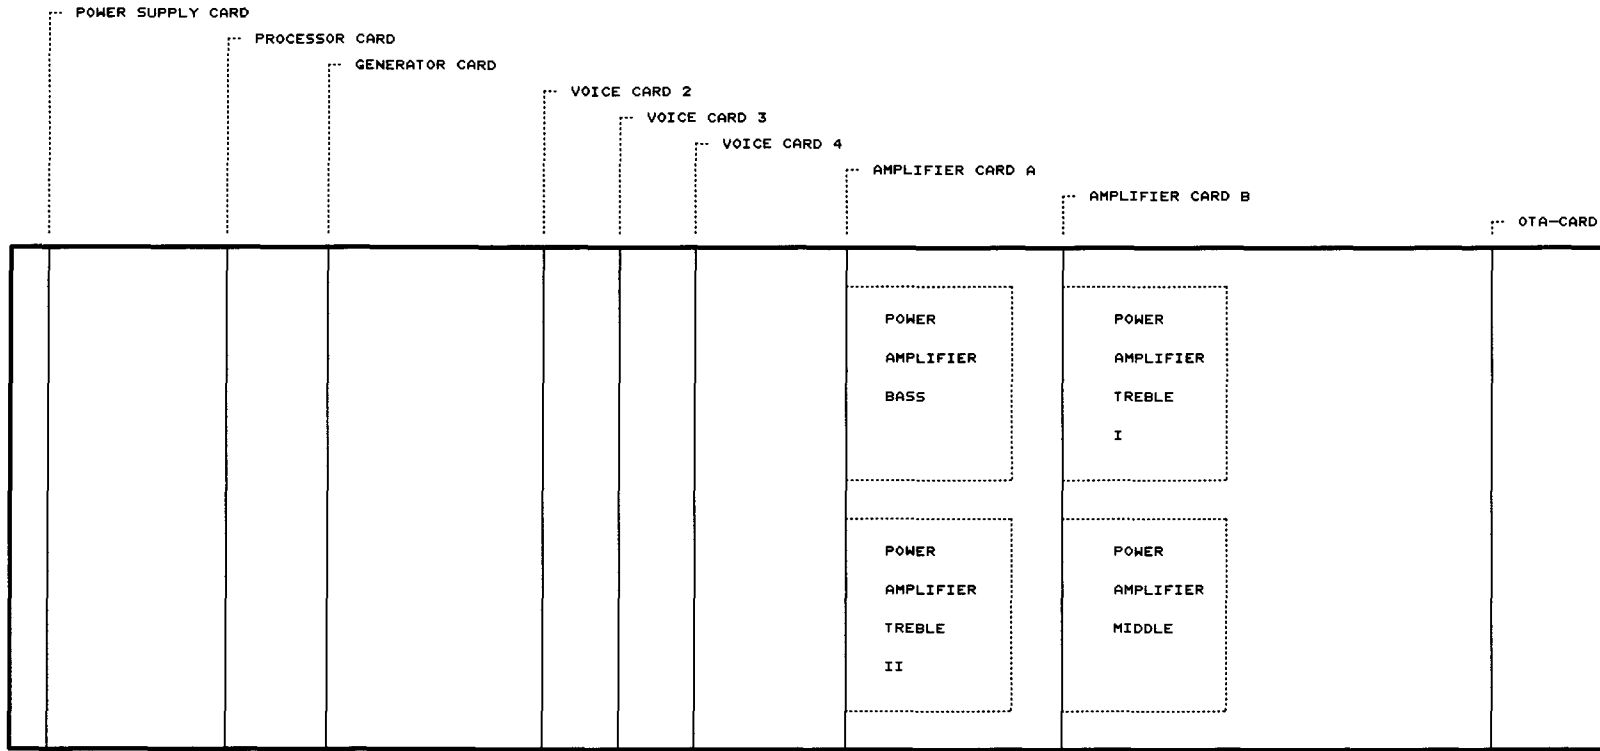 POWER SUPPLY CARD
PROCESSOR CARD
GENERATOR CARD
VOICE CARD 2
VOICE CARD 3
VOICE CARD 4
AMPLIFIER CARD A
AMPLIFIER CARD B
OTA-CARD
POWER
AMPLIFIER
BASS
POWER
AMPLIFIER
TREBLE
I
POWER
AMPLIFIER
TREBLE
II
POWER
AMPLIFIER
MIDDLE